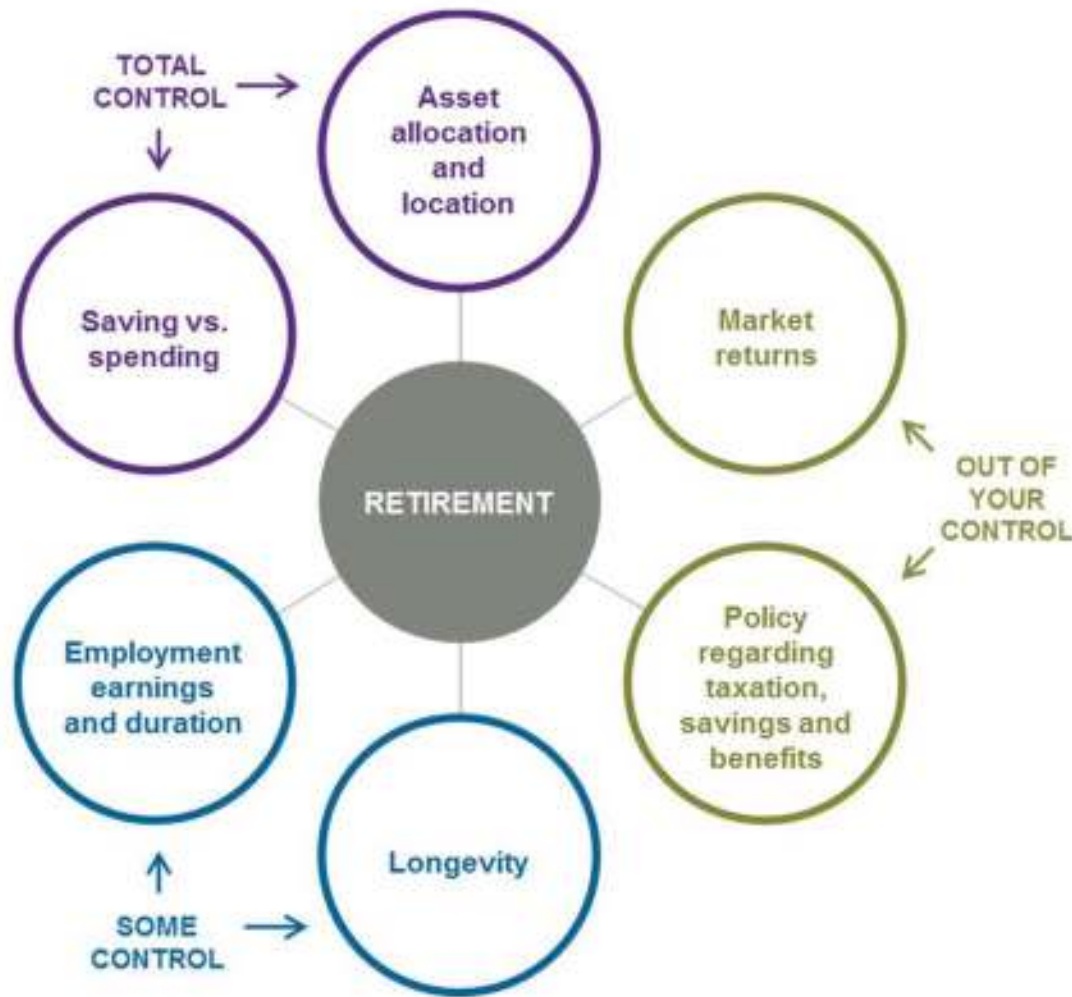 TOTAL
CONTROL
Asset
allocation
and
location
Saving vs.
spending
Market
returns
RETIREMENT
OUT OF
YOUR
CONTROL
Employment
earnings
and duration
Policy
regarding
taxation,
savings and
benefits
Longevity
SOME
CONTROL